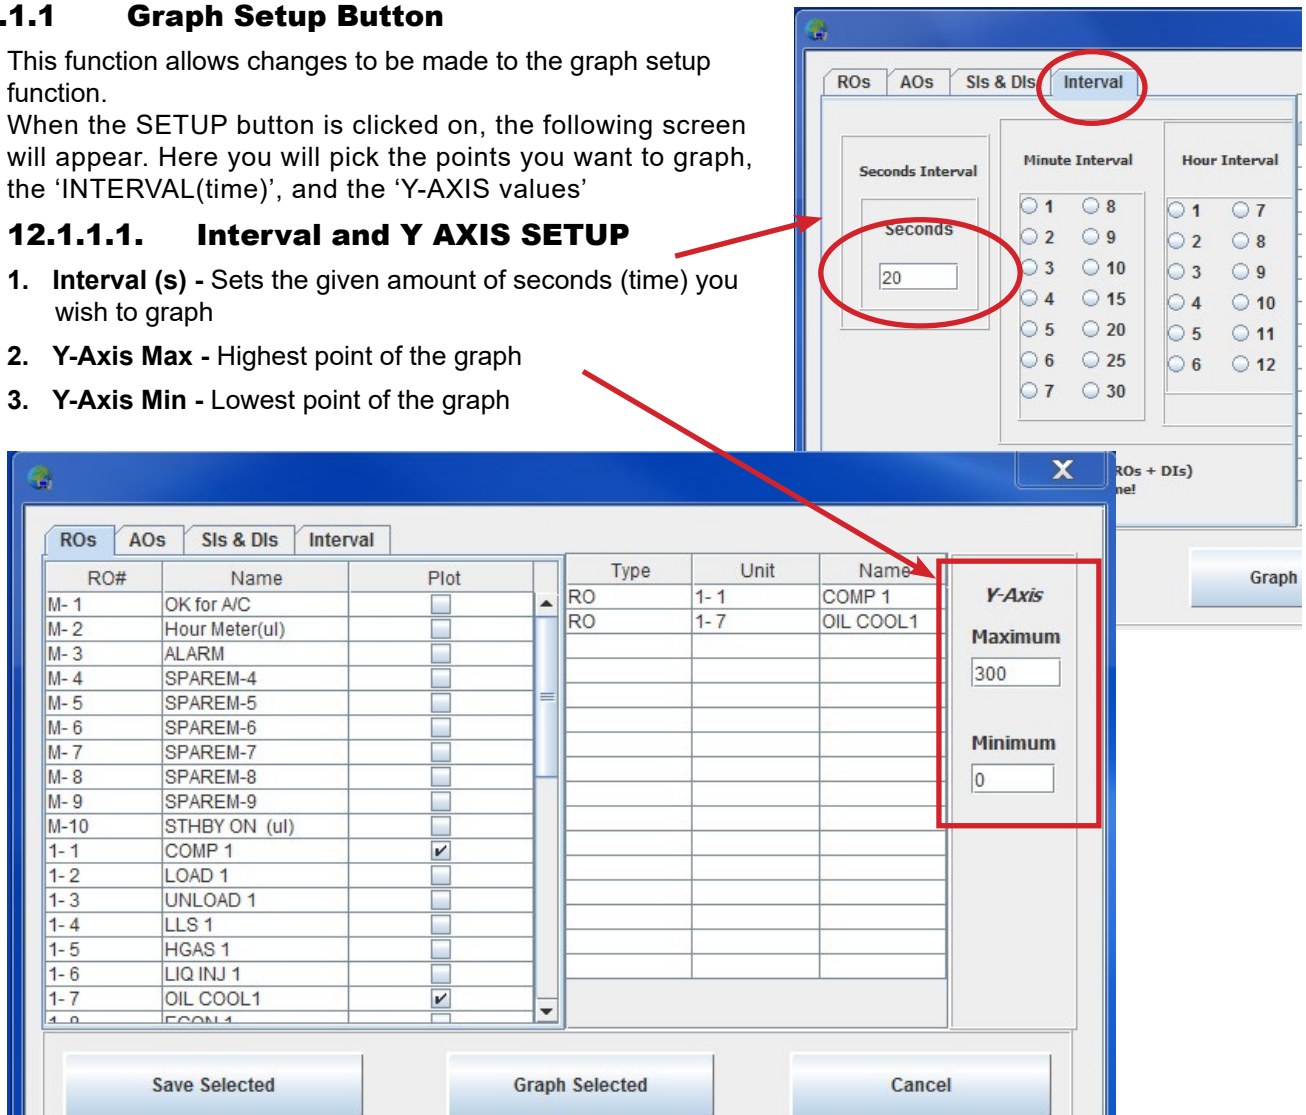 .1.1 Graph Setup Button
This function allows changes to be made to the graph setup
function.
When the SETUP button is clicked on, the following screen
will appear. Here you will pick the points you want to graph,
the ‘INTERVAL(time)’, and the ‘Y-AXIS values’
12.1.1.1. Interval and Y AXIS SETUP
1. Interval (s) - Sets the given amount of seconds (time) you
wish to graph
2. Y-Axis Max - Highest point of the graph
3. Y-Axis Min - Lowest point of the graph
ROs AOs SIs & DIs Interval
Seconds Interval Minute Interval Hour Interval
Seconds
20
1 8
2 9
3 10
4 15
5 20
6 25
7 30
1 7
2 8
3 9
4 10
5 11
6 12
ROs + DIs)
Graph
X
ROs AOs SIs & DIs Interval
RO# Name Plot
M- 1 OK for A/C
M- 2 Hour Meter(ul)
M- 3 ALARM
M- 4 SPAREM-4
M- 5 SPAREM-5
M- 6 SPAREM-6
M- 7 SPAREM-7
M- 8 SPAREM-8
M- 9 SPAREM-9
M-10 STHBY ON (ul)
1- 1 COMP 1
1- 2 LOAD 1
1- 3 UNLOAD 1
1- 4 LLS 1
1- 5 HGAS 1
1- 6 LIQ INJ 1
1- 7 OIL COOL1
1- 8 ECON 1
Type Unit Name
RO 1- 1 COMP 1
RO 1- 7 OIL COOL1
Y-Axis
Maximum
300
Minimum
0
Save Selected Graph Selected Cancel